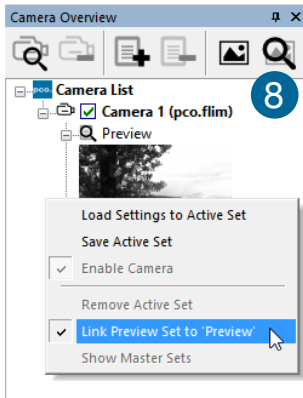 Camera Overview
8
pco. Camera List
Camera 1 (pco.flim)
Preview
Load Settings to Active Set
Save Active Set
Enable Camera
Remove Active Set
Link Preview Set to 'Preview'
Show Master Sets